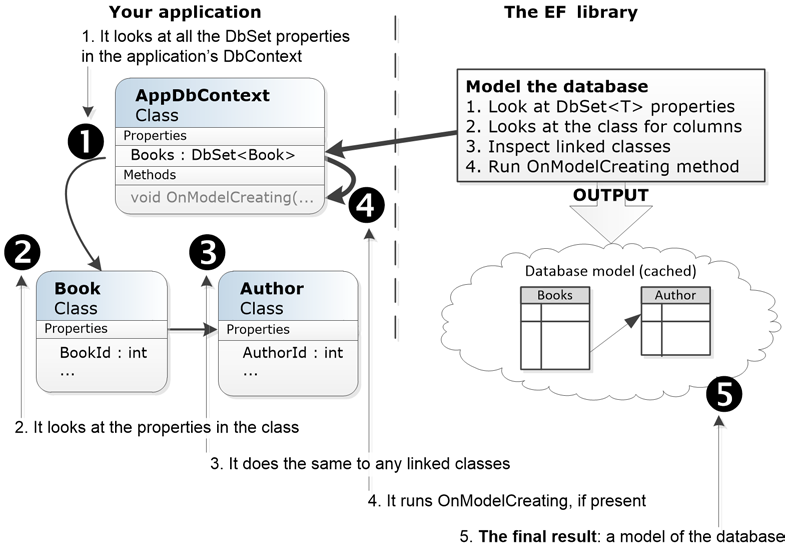 Your application
The EF library
1. It looks at all the DbSet properties
in the application's DbContext
AppDbContext
Class
Properties
Books : DbSet<Book>
Methods
void OnModelCreating(...
1
4
Model the database
1. Look at DbSet<T> properties
2. Looks at the class for columns
3. Inspect linked classes
4. Run OnModelCreating method
OUTPUT
2
Book
Class
Properties
BookId : int
...
3
Author
Class
Properties
AuthorId : int
...
Database model (cached)
Books
Author
5
2. It looks at the properties in the class
3. It does the same to any linked classes
4. It runs OnModelCreating, if present
5. The final result: a model of the database